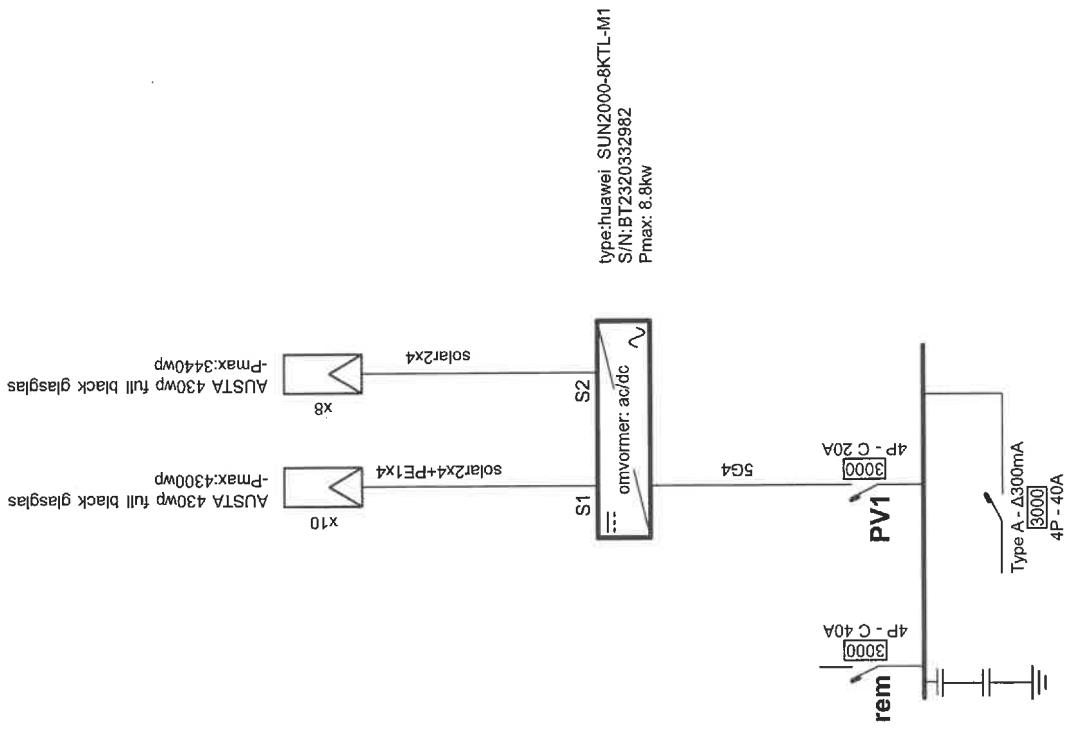 AUSTA 430wp full black glasglas
-Pmax:3440wp
x8
solar2x4
S2
AUSTA 430wp full black glasglas
-Pmax:4300wp
x10
solar2x4+PE1x4
S1
omvormer: ac/dc
type:huawei SUN2000-8KTL-M1
S/N:BT2320332982
Pmax: 8.8kw
5G4
PV1
3000
4P - C 20A
rem
3000
4P - C 40A
Type A - Δ300mA
3000
4P - 40A